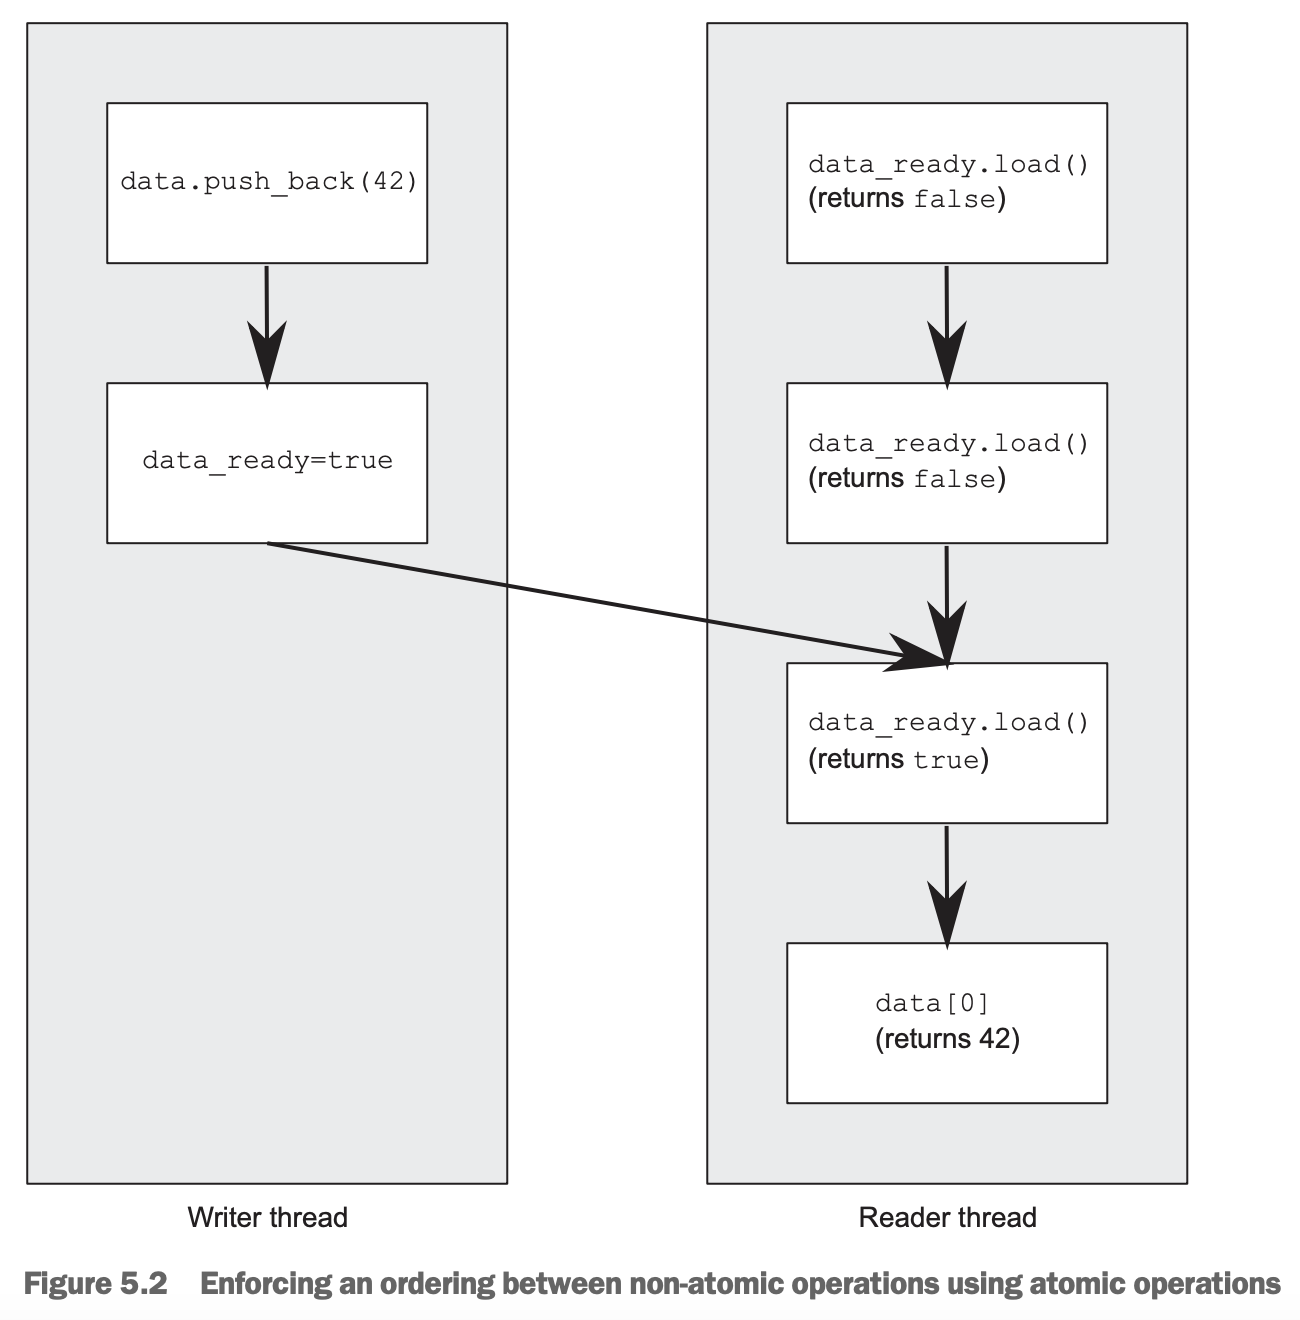 data.push_back(42)
data_ready=true
Writer thread
data_ready.load()
(returns false)
data_ready.load()
(returns false)
data_ready.load()
(returns true)
data[0]
(returns 42)
Reader thread
Figure 5.2 Enforcing an ordering between non-atomic operations using atomic operations